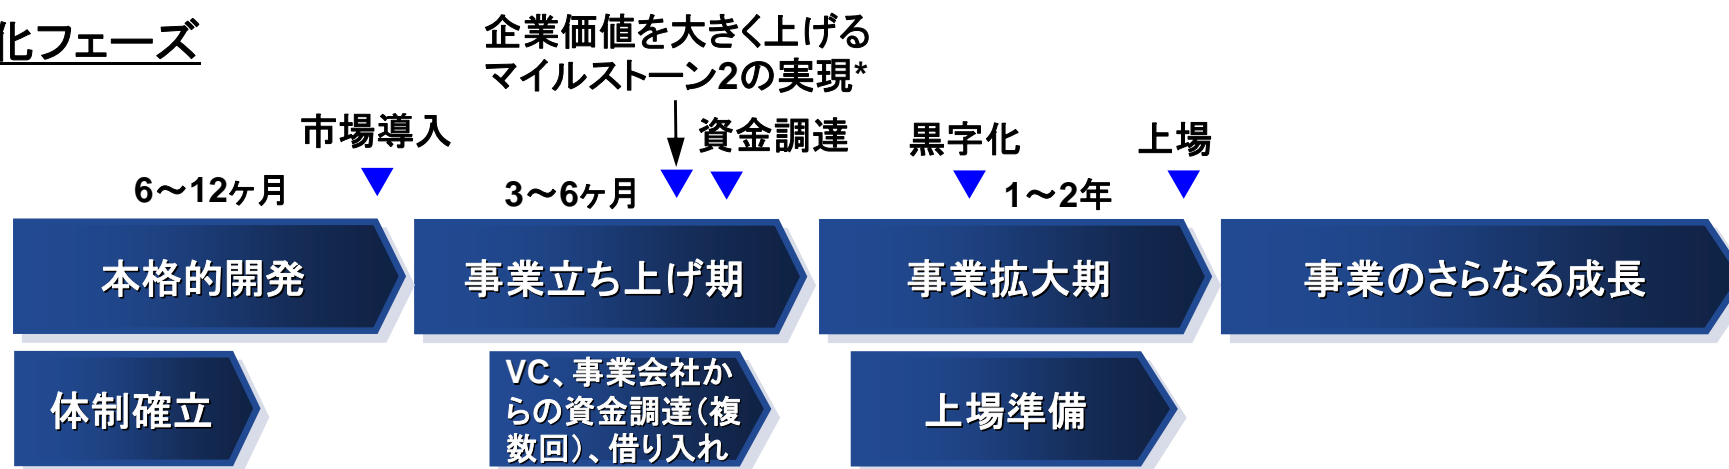 化フェーズ
企業価値を大きく上げる
マイルストーン2の実現*
市場導入
資金調達
黒字化
上場
6～12ヶ月
3～6ヶ月
1～2年
本格的開発
事業立ち上げ期
事業拡大期
事業のさらなる成長
体制確立
VC、事業会社か
らの資金調達（複
数回）、借り入れ
上場準備